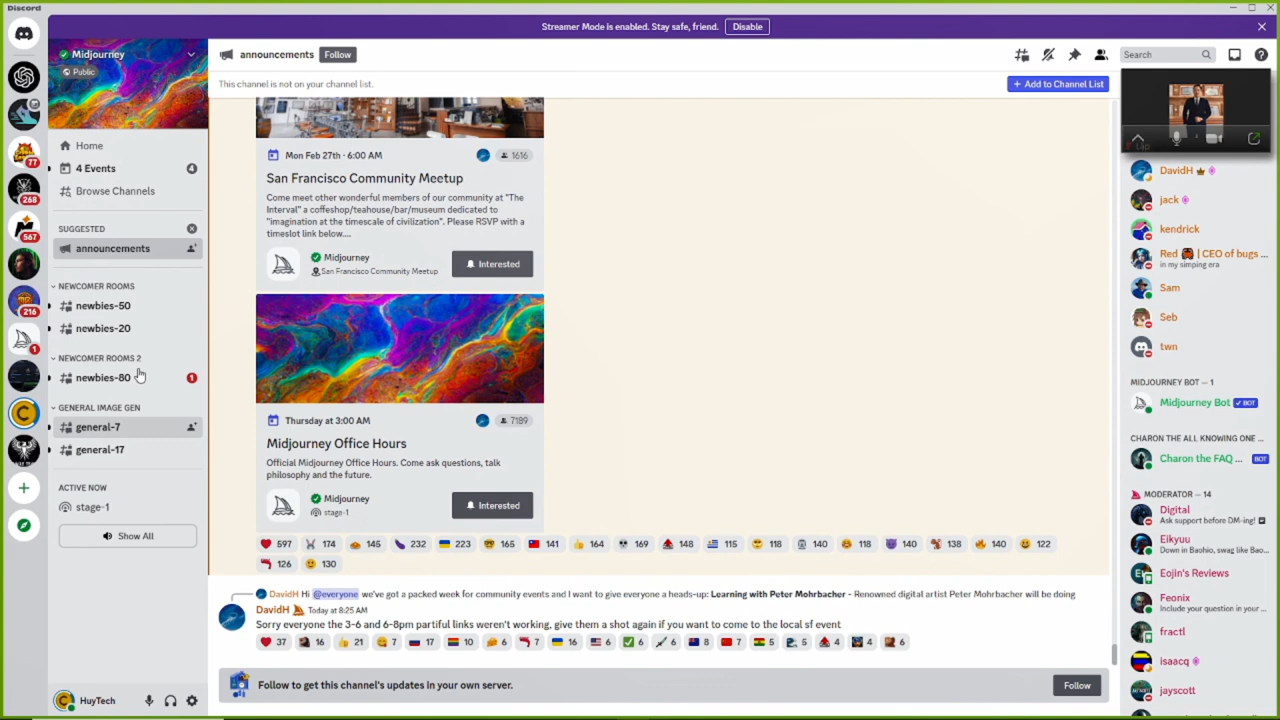 Discord
Streamer Mode is enabled. Stay safe, friend.
Disable
Midjourney
Public
Home
4 Events
4
Browse Channels
SUGGESTED
announcements
NEWCOMER ROOMS
newbies-50
newbies-20
NEWCOMER ROOMS 2
newbies-80
1
GENERAL IMAGE GEN
general-7
general-17
ACTIVE NOW
stage-1
Show All
HuyTech
77
268
567
216
1
announcements
Follow
Search
This channel is not on your channel list.
+ Add to Channel List
Mon Feb 27th · 6:00 AM
1616
San Francisco Community Meetup
Come meet other wonderful members of our community at "The
Interval" a coffeshop/teahouse/bar/museum dedicated to
"imagination at the timescale of civilization". Please RSVP with a
timeslot link below....
Midjourney
San Francisco Community Meetup
Interested
Thursday at 3:00 AM
7189
Midjourney Office Hours
Official Midjourney Office Hours. Come ask questions, talk
philosophy and the future.
Midjourney
stage-1
Interested
597 174 145 232 223 165 141 164 169 148 115 118 140 118 140 138 140 122
126 130
DavidH Hi @everyone we've got a packed week for community events and I want to give everyone a heads-up: Learning with Peter Mohrbacher - Renowned digital artist Peter Mohrbacher will be doing
DavidH Today at 8:25 AM
Sorry everyone the 3-6 and 6-8pm partiful links weren't working, give them a shot again if you want to come to the local sf event
37 16 21 7 17 10 6 7 16 6 6 6 8 7 5 5 4 4 6
Follow to get this channel's updates in your own server.
Follow
DavidH
jack
kendrick
Red | CEO of bugs ...
in my simping era
Sam
Seb
twn
MIDJOURNEY BOT — 1
Midjourney Bot
BOT
CHARON THE ALL KNOWING ONE ...
Charon the FAQ ...
BOT
MODERATOR — 14
Digital
Ask support before DM-ing!
Eikyuu
Down in Baohio, swag like Bao...
Eojin's Reviews
Feonix
Include your question in your ...
fractl
isaacq
jayscott